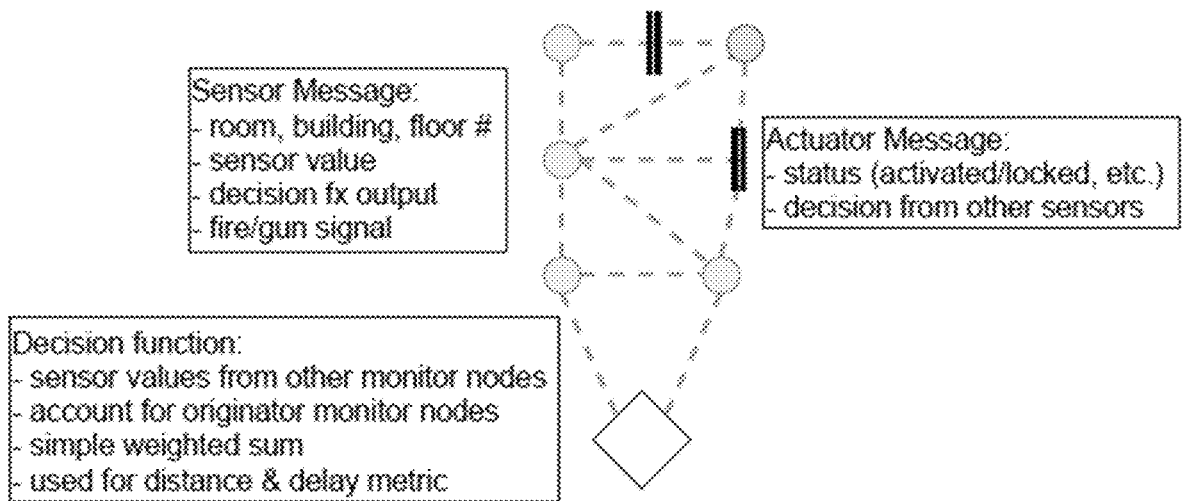 Sensor Message:
- room, building, floor #
- sensor value
- decision fx output
- fire/gun signal
Actuator Message:
- status (activated/locked, etc.)
- decision from other sensors
Decision function:
- sensor values from other monitor nodes
- account for originator monitor nodes
- simple weighted sum
- used for distance & delay metric